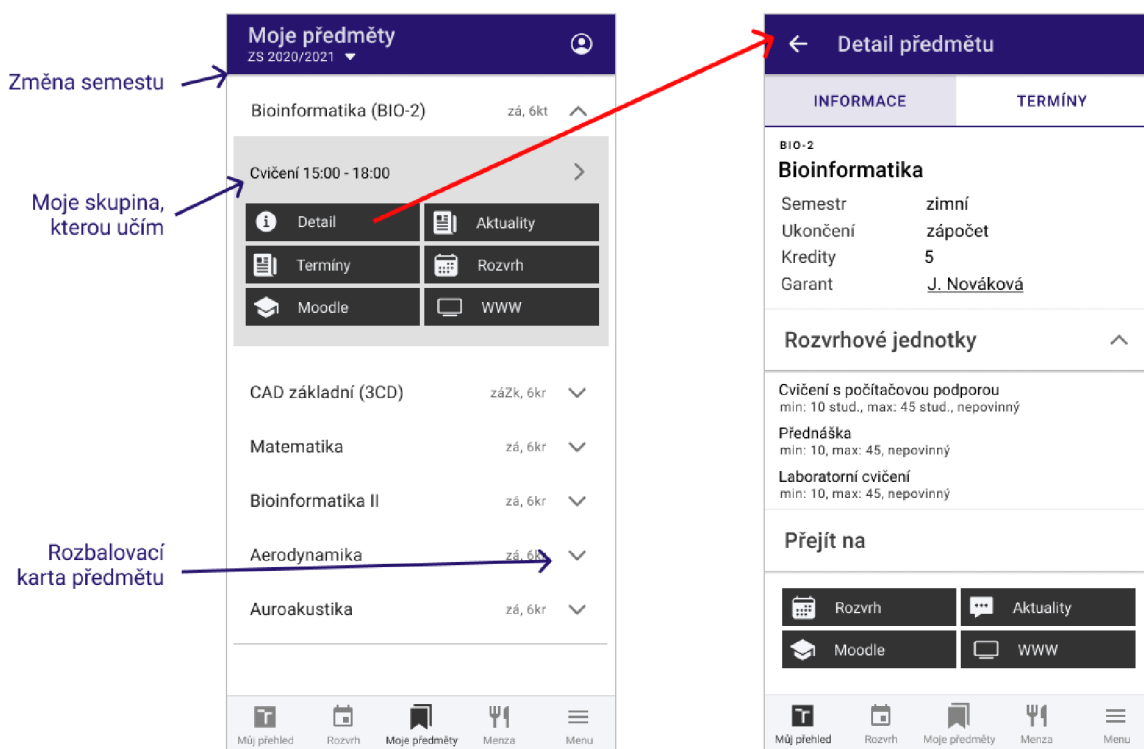 Změna semestu
Moje skupina,
kterou učím
Rozbalovací
karta předmětu
Moje předměty
ZS 2020/2021
Bioinformatika (BIO-2) zá, 6kt
Cvičení 15:00 - 18:00
Detail Aktuality
Termíny Rozvrh
Moodle WWW
CAD základní (3CD) záZk, 6kr
Matematika zá, 6kr
Bioinformatika II zá, 6kr
Aerodynamika zá, 6kr
Auroakustika zá, 6kr
Můj přehled Rozvrh Moje předměty Menza Menu
Detail předmětu
INFORMACE TERMÍNY
BIO-2
Bioinformatika
Semestr zimní
Ukončení zápočet
Kredity 5
Garant J. Nováková
Rozvrhové jednotky
Cvičení s počítačovou podporou
min: 10 stud., max: 45 stud., nepovinný
Přednáška
min: 10, max: 45, nepovinný
Laboratorní cvičení
min: 10, max: 45, nepovinný
Přejít na
Rozvrh Aktuality
Moodle WWW
Můj přehled Rozvrh Moje předměty Menza Menu